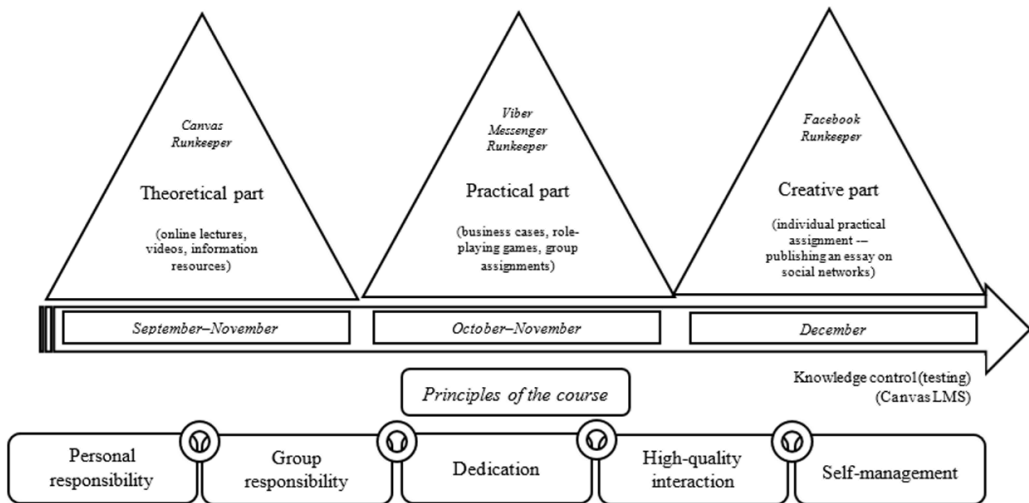 Canvas
Runkeeper
Theoretical part
(online lectures,
videos, information
resources)
Viber
Messenger
Runkeeper
Practical part
(business cases, role-
playing games, group
assignments)
Facebook
Runkeeper
Creative part
(individual practical
assignment ---
publishing an essay on
social networks)
September–November
October–November
December
Knowledge control (testing)
(Canvas LMS)
Principles of the course
Personal
responsibility
Group
responsibility
Dedication
High-quality
interaction
Self-management